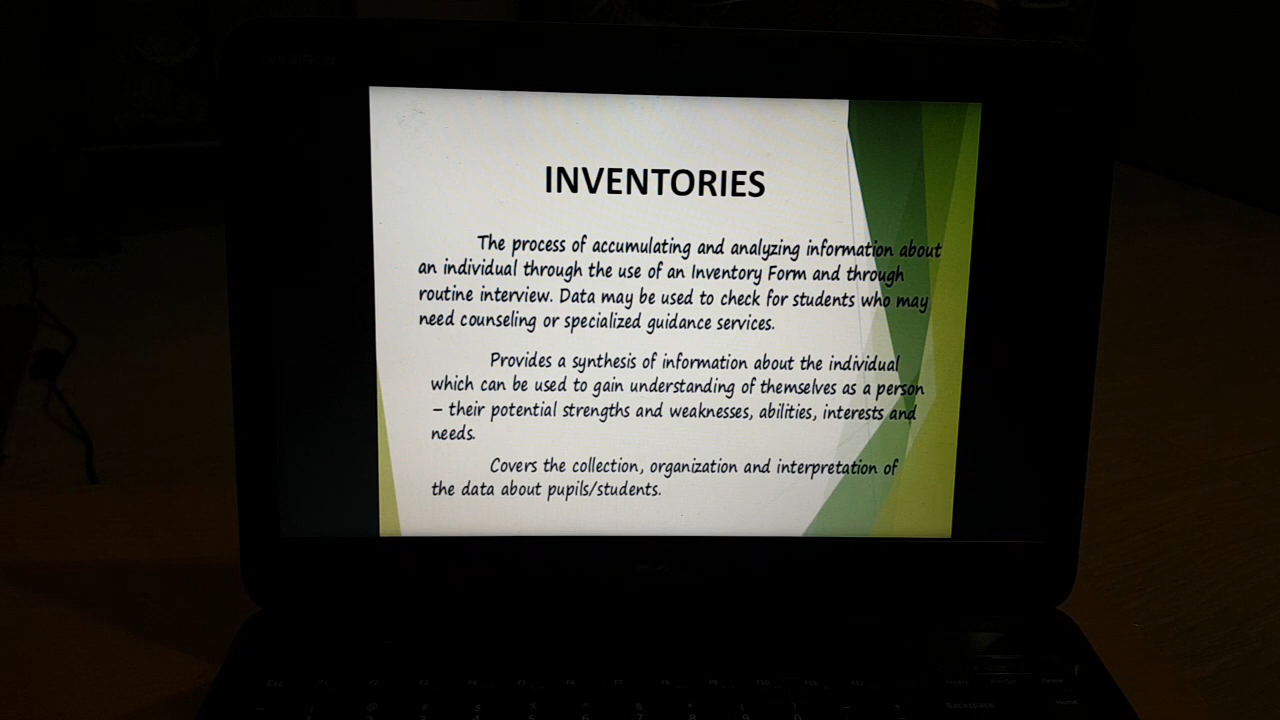 INVENTORIES
The process of accumulating and analyzing information about
an individual through the use of an Inventory Form and through
routine interview. Data may be used to check for students who may
need counseling or specialized guidance services.
Provides a synthesis of information about the individual
which can be used to gain understanding of themselves as a person
– their potential strengths and weaknesses, abilities, interests and
needs.
Covers the collection, organization and interpretation of
the data about pupils/students.
Esc
Backspace